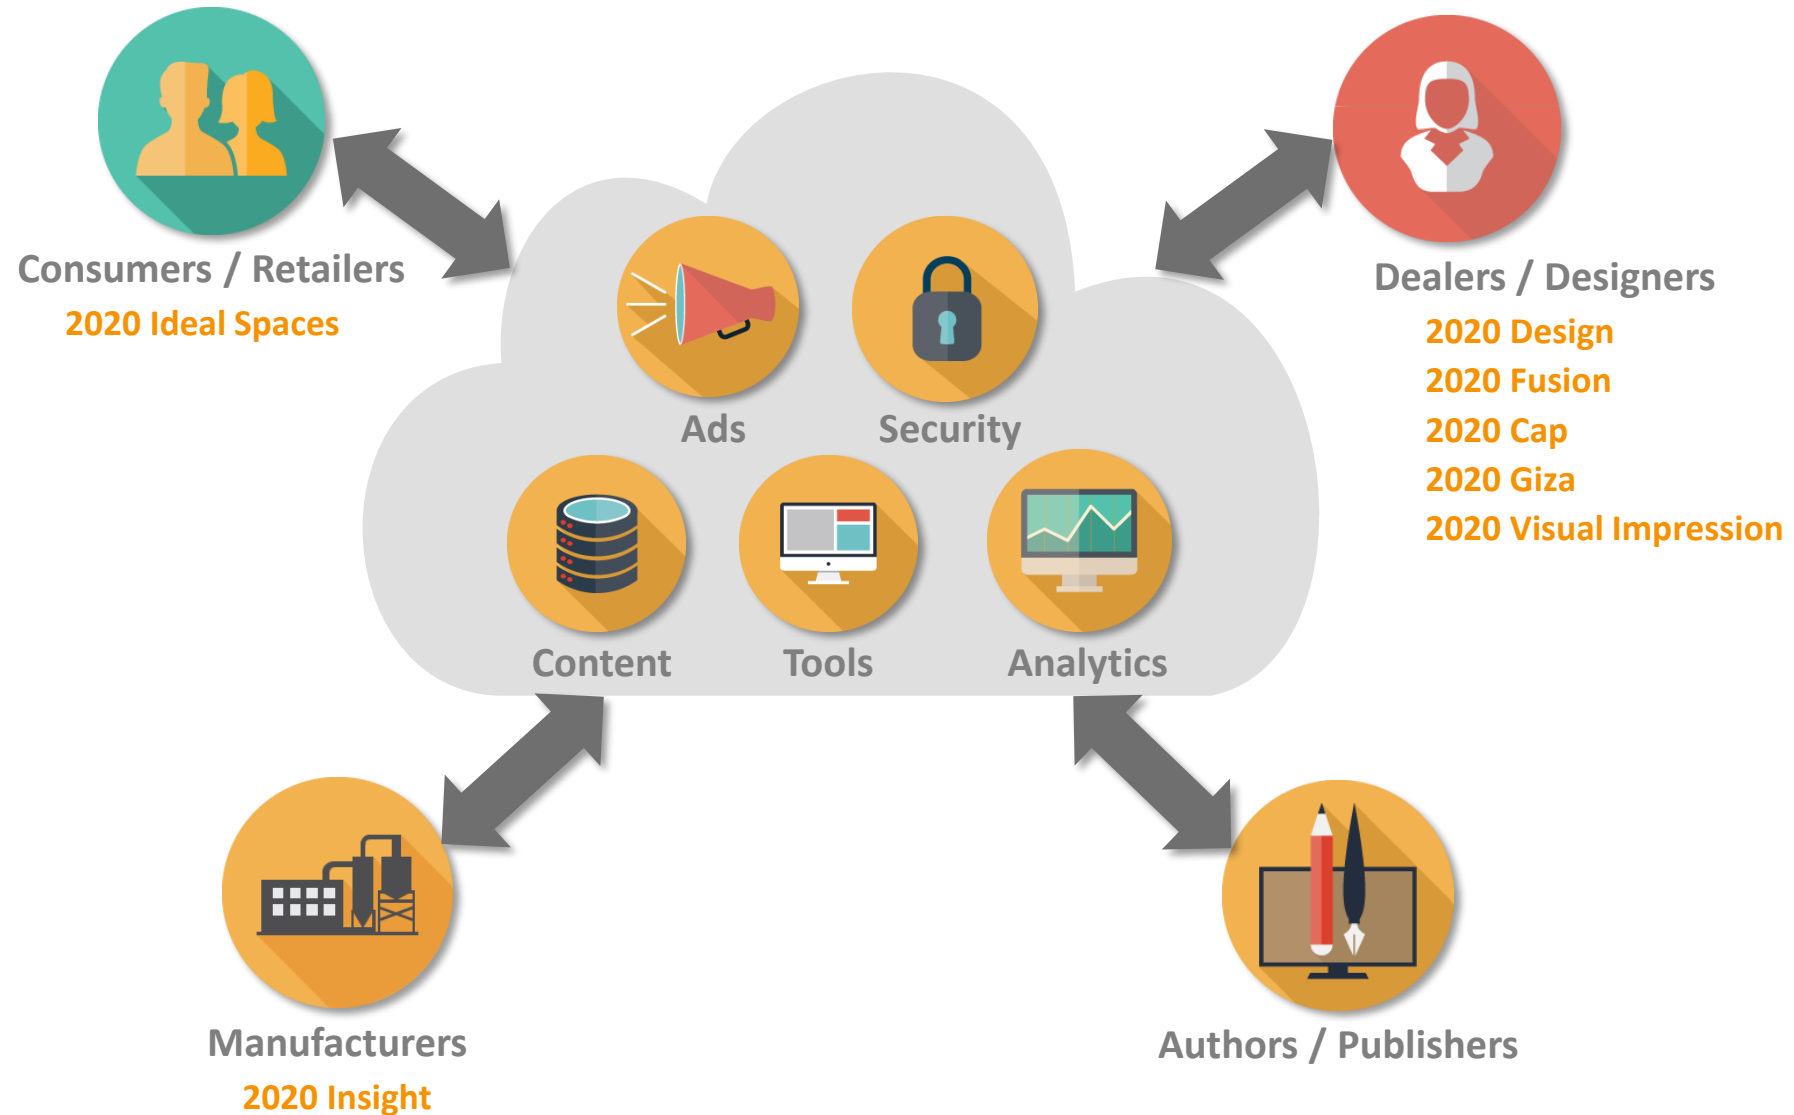 Consumers / Retailers
2020 Ideal Spaces
Dealers / Designers
2020 Design
2020 Fusion
2020 Cap
2020 Giza
2020 Visual Impression
Ads
Security
Content
Tools
Analytics
Manufacturers
2020 Insight
Authors / Publishers